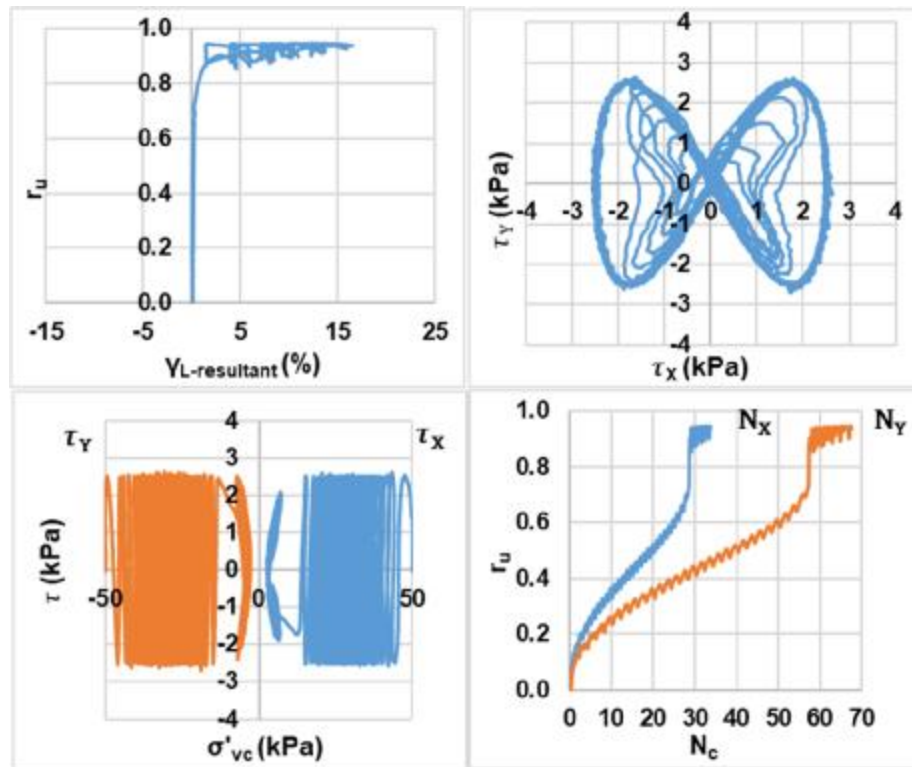 1.0
0.8
0.6
0.4
0.2
0.0
r_u
-15 -5 5 15 25
γ_L-resultant (%)
4
3
2
1
0
-1
-2
-3
-4
τ_Y (kPa)
-4 -3 -2 -1 0 1 2 3 4
τ_X (kPa)
τ_Y τ_X
4
3
2
1
0
-1
-2
-3
-4
τ (kPa)
-50 0 50
σ'_vc (kPa)
N_X N_Y
1.0
0.8
0.6
0.4
0.2
0.0
r_u
0 10 20 30 40 50 60 70
N_c